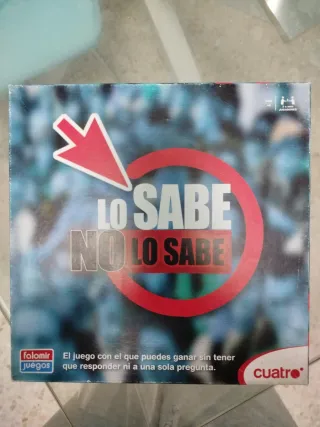 LO SABE
NO LO SABE
falomir
juegos
El juego con el que puedes ganar sin tener
que responder ni a una sola pregunta.
cuatro